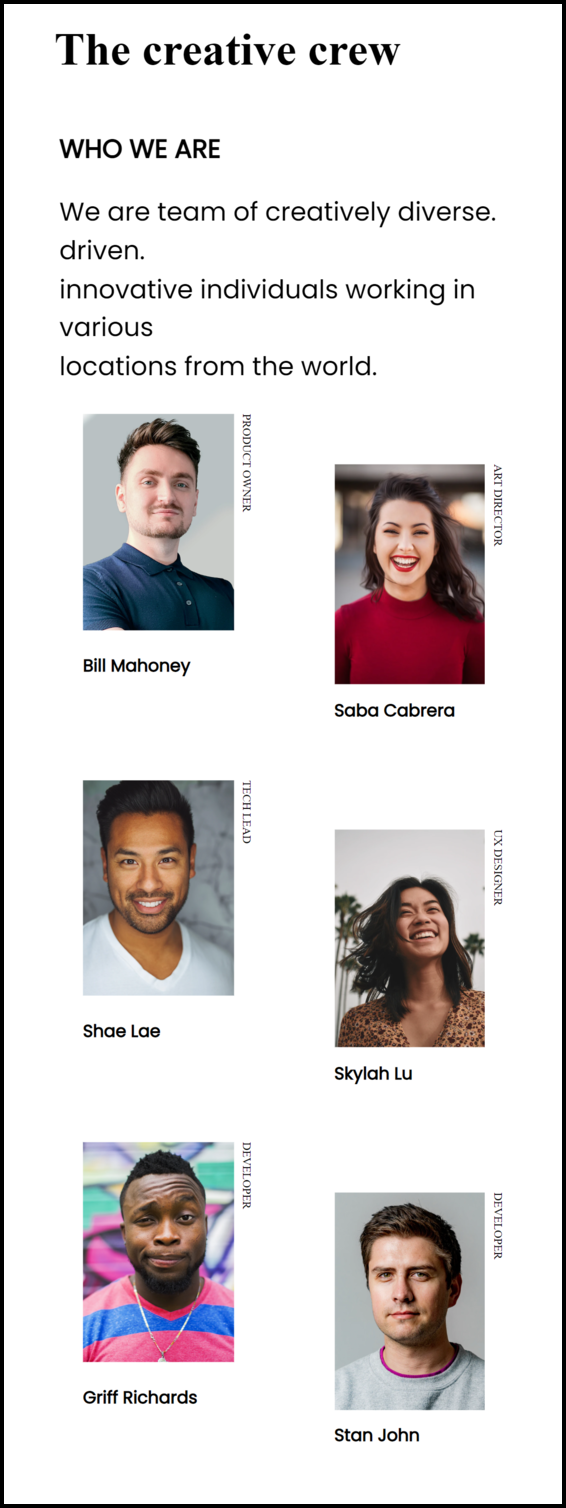 The creative crew
WHO WE ARE
We are team of creatively diverse.
driven.
innovative individuals working in
various
locations from the world.
PRODUCT OWNER
Bill Mahoney
ART DIRECTOR
Saba Cabrera
TECH LEAD
Shae Lae
UX DESIGNER
Skylah Lu
DEVELOPER
Griff Richards
DEVELOPER
Stan John